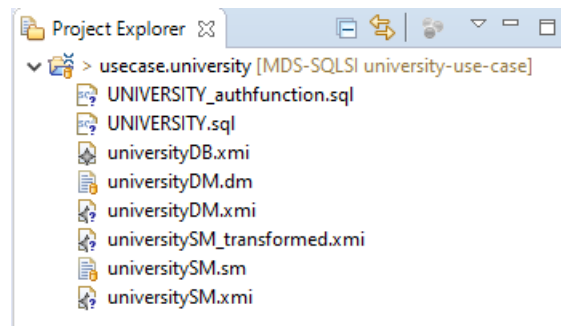 Project Explorer
> usecase.university [MDS-SQLSI university-use-case]
UNIVERSITY_authfunction.sql
UNIVERSITY.sql
universityDB.xmi
universityDM.dm
universityDM.xmi
universitySM_transformed.xmi
universitySM.sm
universitySM.xmi